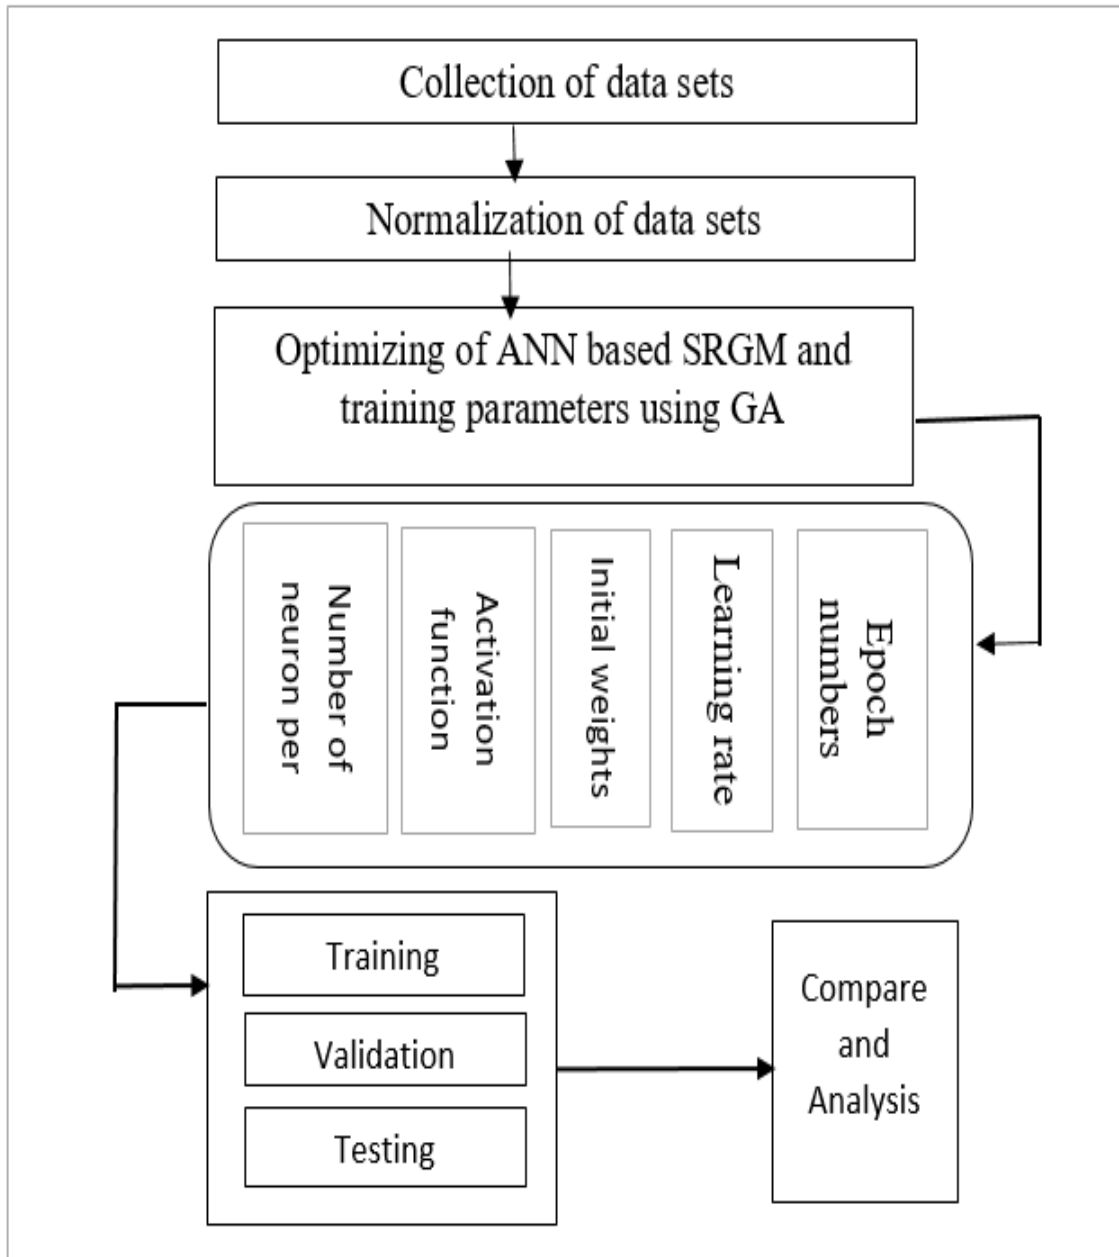 Collection of data sets
Normalization of data sets
Optimizing of ANN based SRGM and
training parameters using GA
Number of
neuron per
Activation
function
Initial weights
Learning rate
Epoch
numbers
Training
Validation
Testing
Compare
and
Analysis